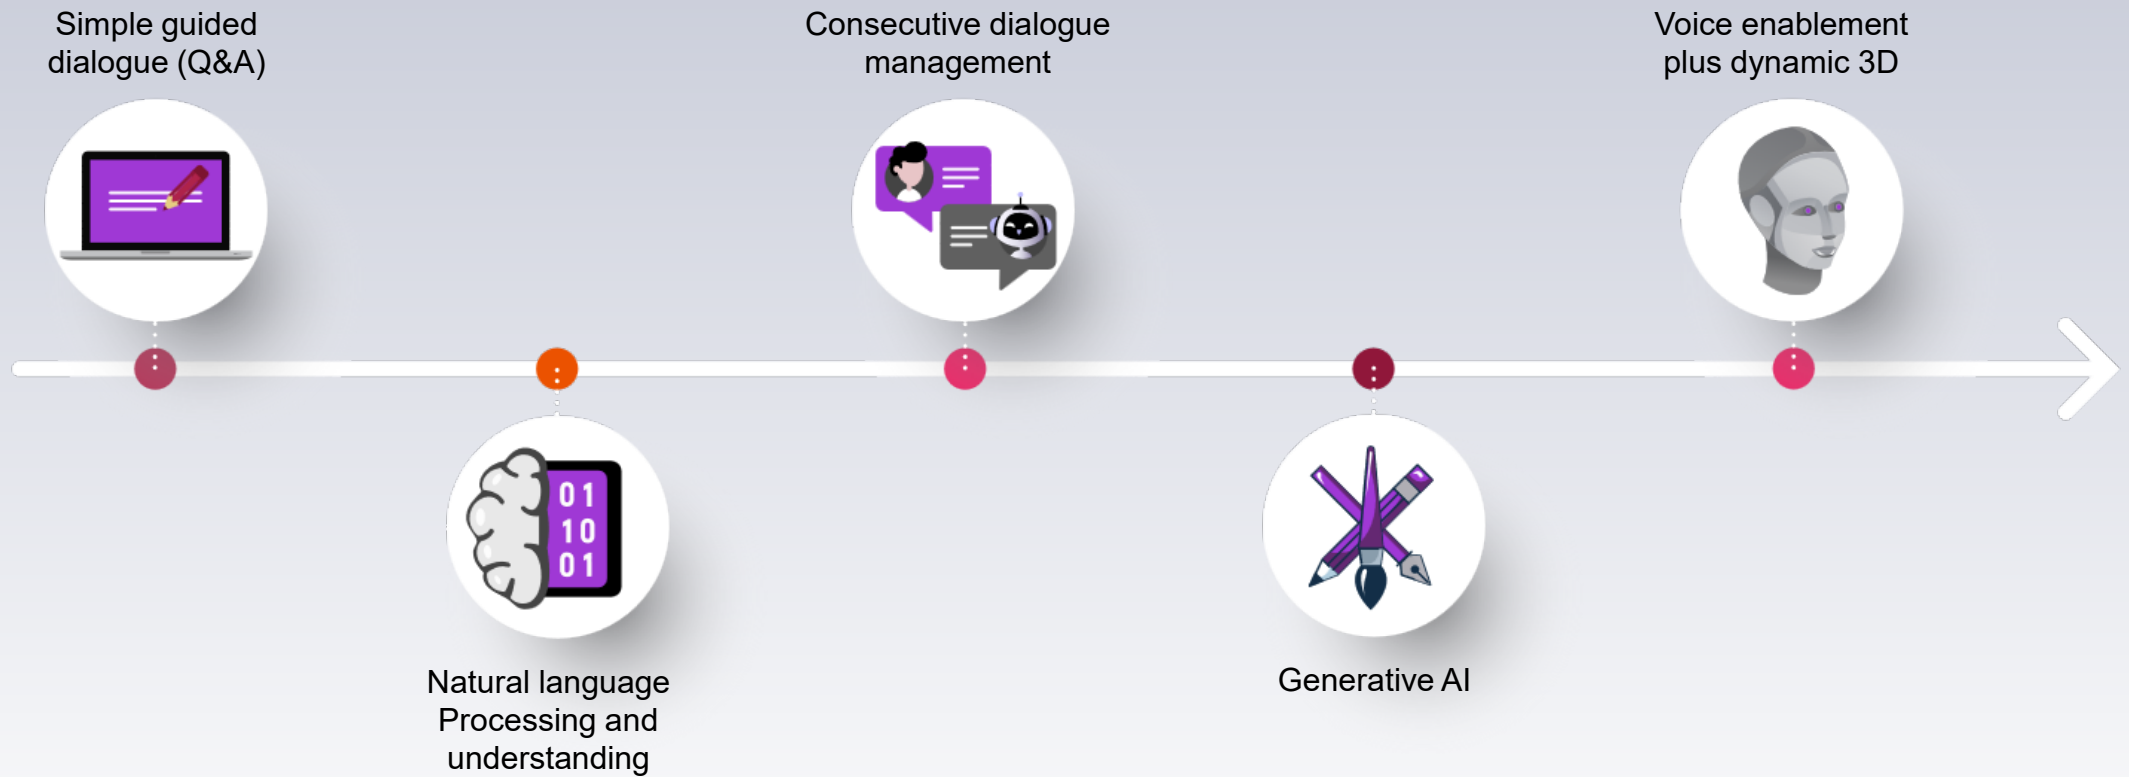 Simple guided
dialogue (Q&A)
Natural language
Processing and
understanding
01
10
01
Consecutive dialogue
management
Generative AI
Voice enablement
plus dynamic 3D